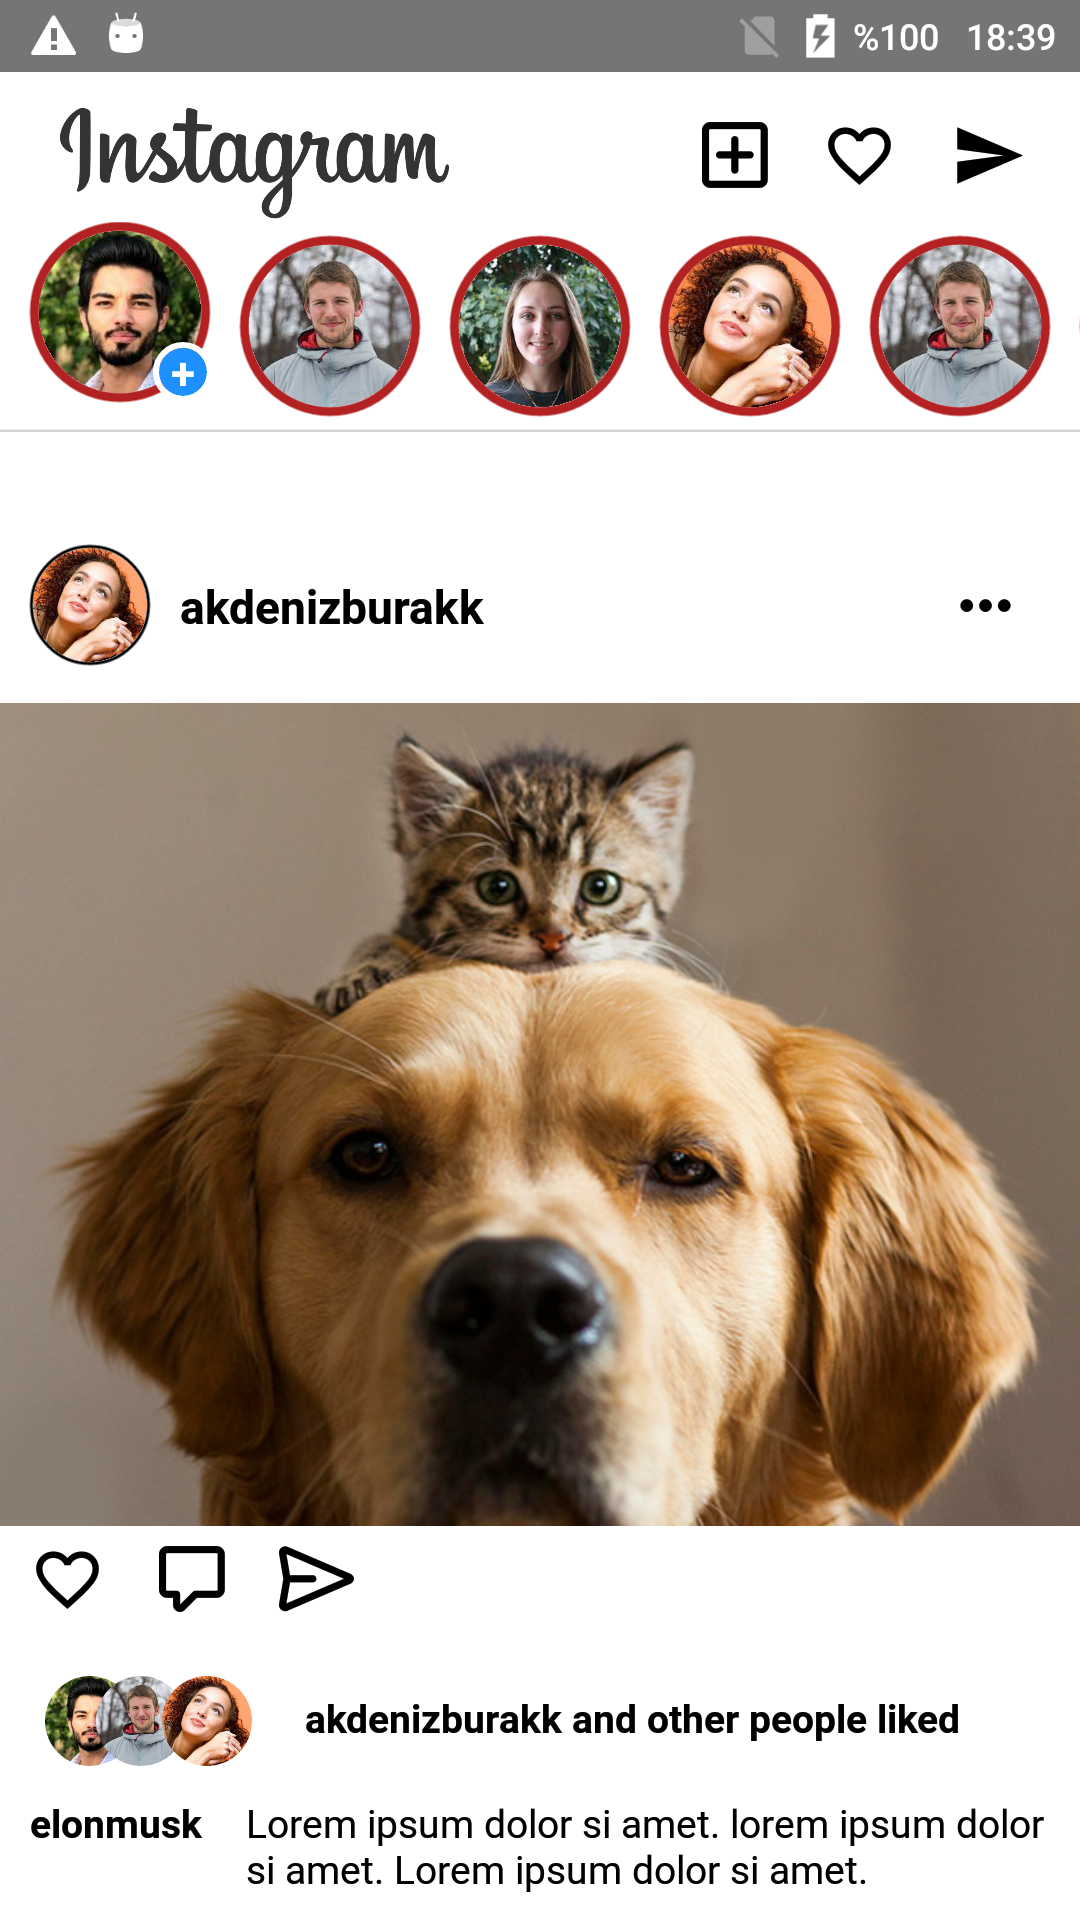 %100 18:39
Instagram
akdenizburakk
akdenizburakk and other people liked
elonmusk Lorem ipsum dolor si amet. lorem ipsum dolor
si amet. Lorem ipsum dolor si amet.